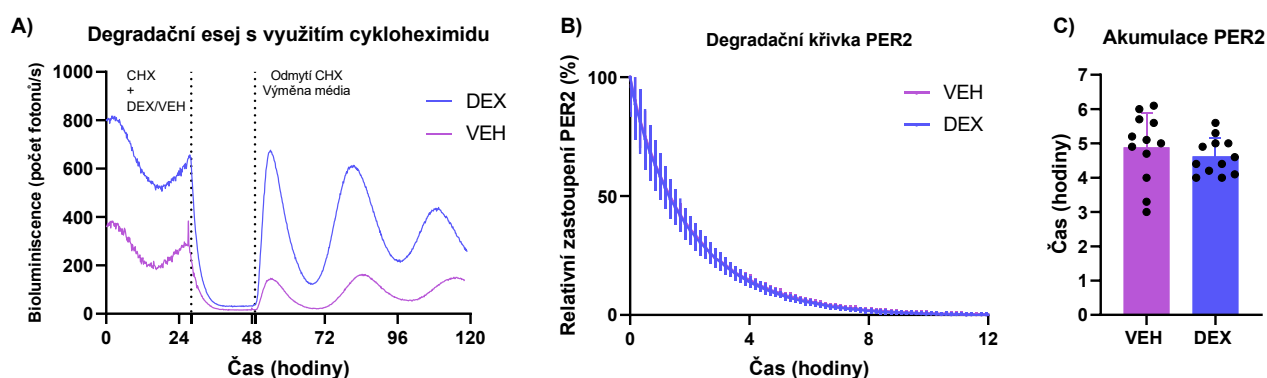 A)
Degradační esej s využitím cykloheximidu
Bioluminiscence (počet fotonů/s)
1000
800
600
400
200
0
CHX
+
DEX/VEH
Odmytí CHX
Výměna média
DEX
VEH
0 24 48 72 96 120
Čas (hodiny)
B)
Degradační křivka PER2
Relativní zastoupení PER2 (%)
100
50
0
VEH
DEX
0 4 8 12
Čas (hodiny)
C)
Akumulace PER2
Čas (hodiny)
7
6
5
4
3
2
1
0
VEH DEX